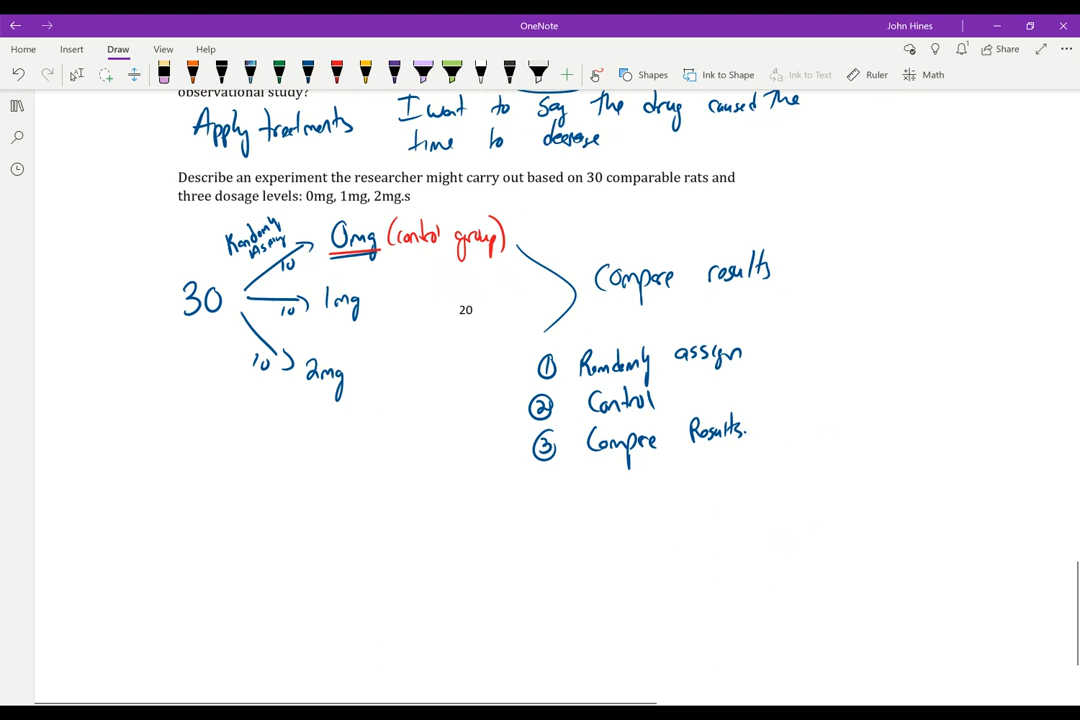 OneNote
John Hines
Home Insert Draw View Help
Share
Shapes
Ink to Shape
Ink to Text
Ruler
Math
observational study?
Apply treatments
I want to say the drug caused the
time to decrease
Describe an experiment the researcher might carry out based on 30 comparable rats and
three dosage levels: 0mg, 1mg, 2mg.s
Randomly
Assign
10
0mg (control group)
30
10
1mg
10
2mg
20
Compare results
① Randomly assign
② Control
③ Compare Results.